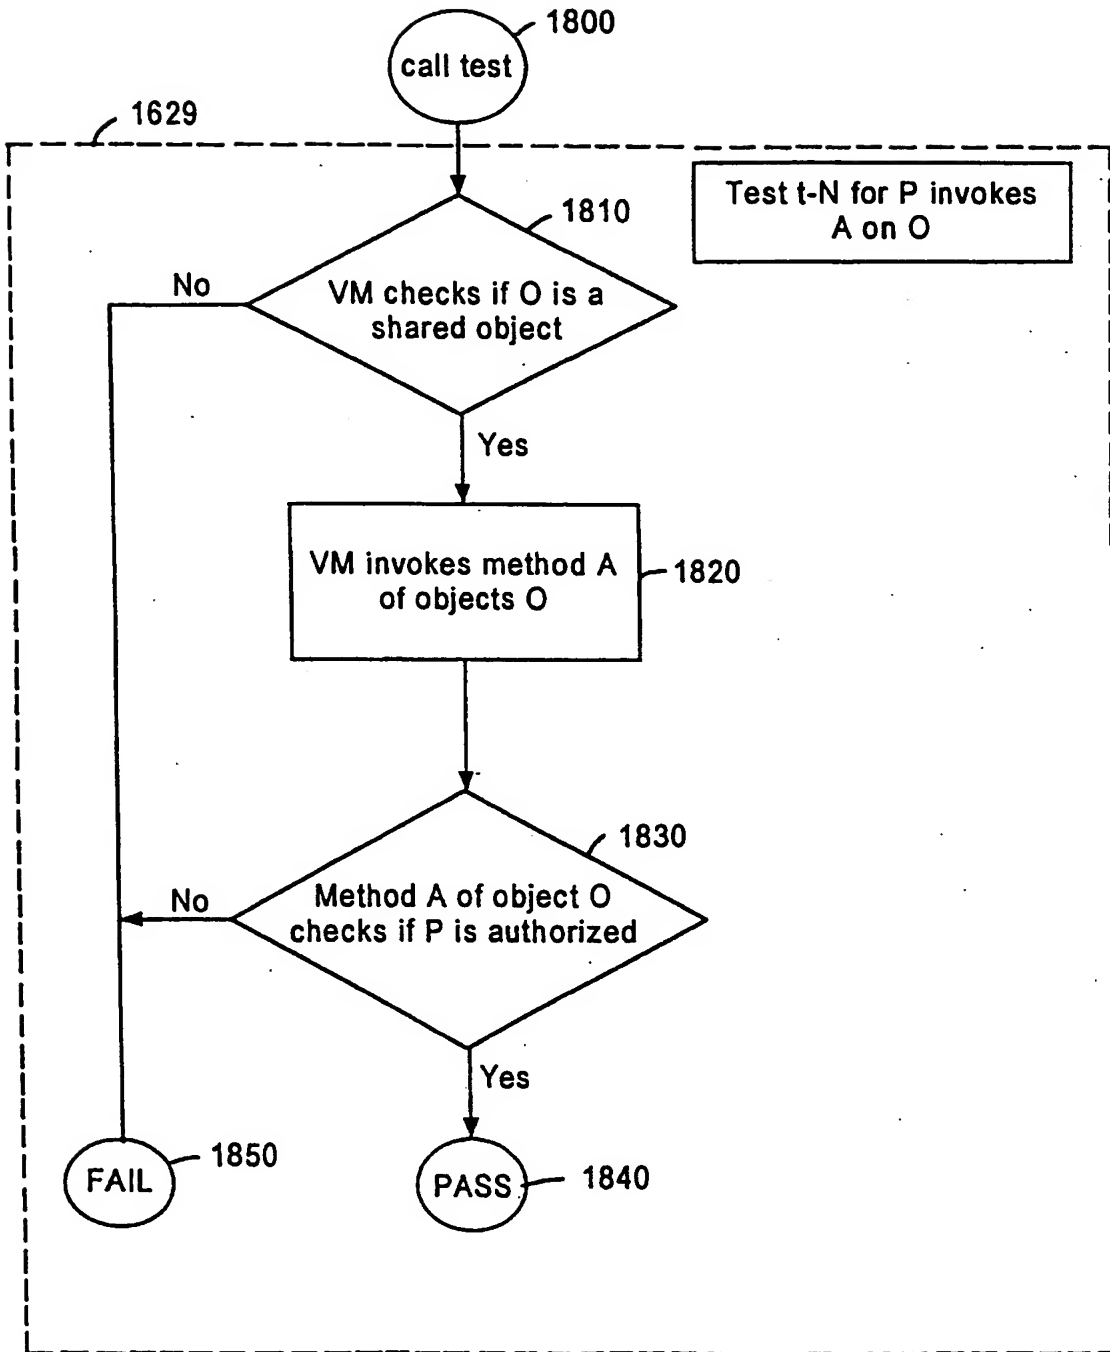 1800
call test
1629
Test t-N for P invokes
A on O
1810
No
VM checks if O is a
shared object
Yes
VM invokes method A
of objects O
1820
1830
No
Method A of object O
checks if P is authorized
Yes
FAIL
1850
PASS
1840